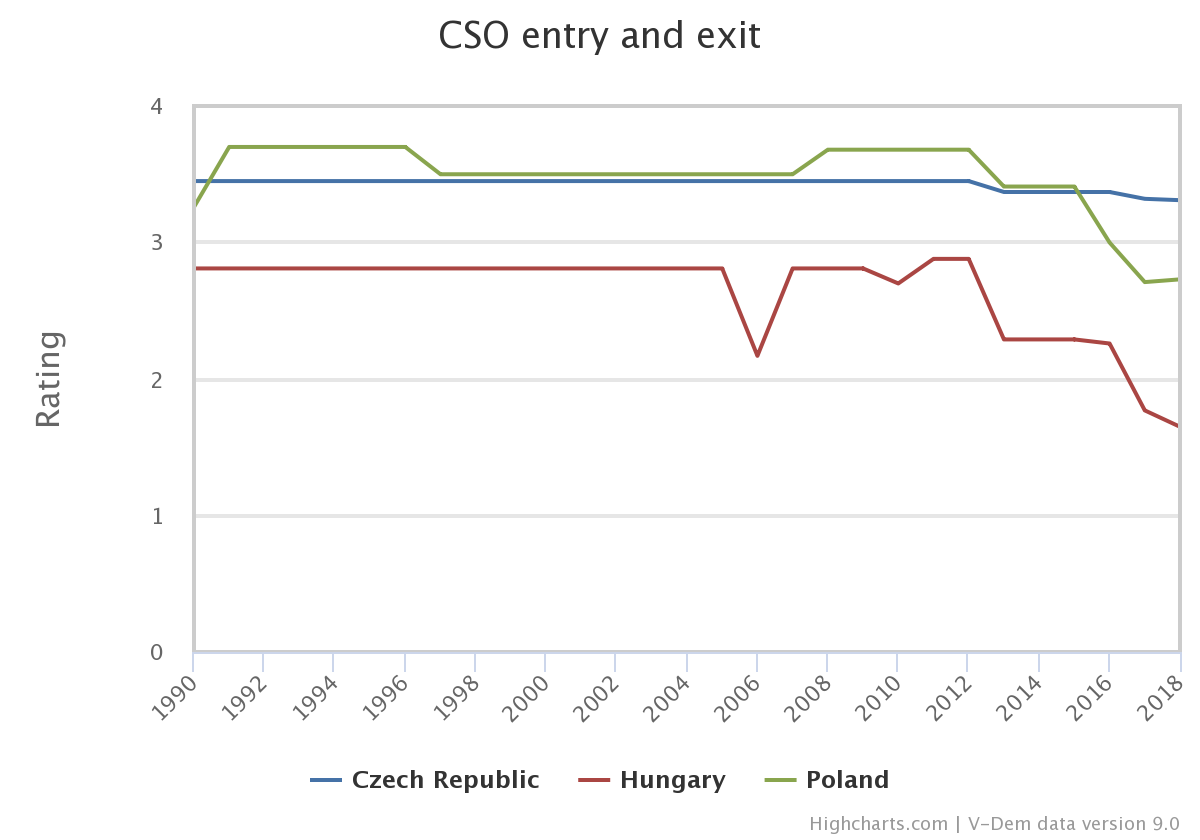 CSO entry and exit
Rating
4
3
2
1
0
1990 1992 1994 1996 1998 2000 2002 2004 2006 2008 2010 2012 2014 2016 2018
Czech Republic Hungary Poland
Highcharts.com | V-Dem data version 9.0